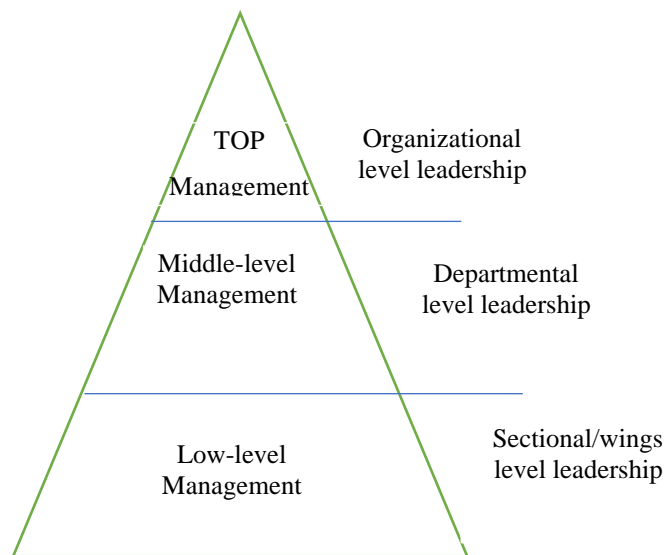 TOP
Management
Organizational
level leadership
Middle-level
Management
Departmental
level leadership
Low-level
Management
Sectional/wings
level leadership